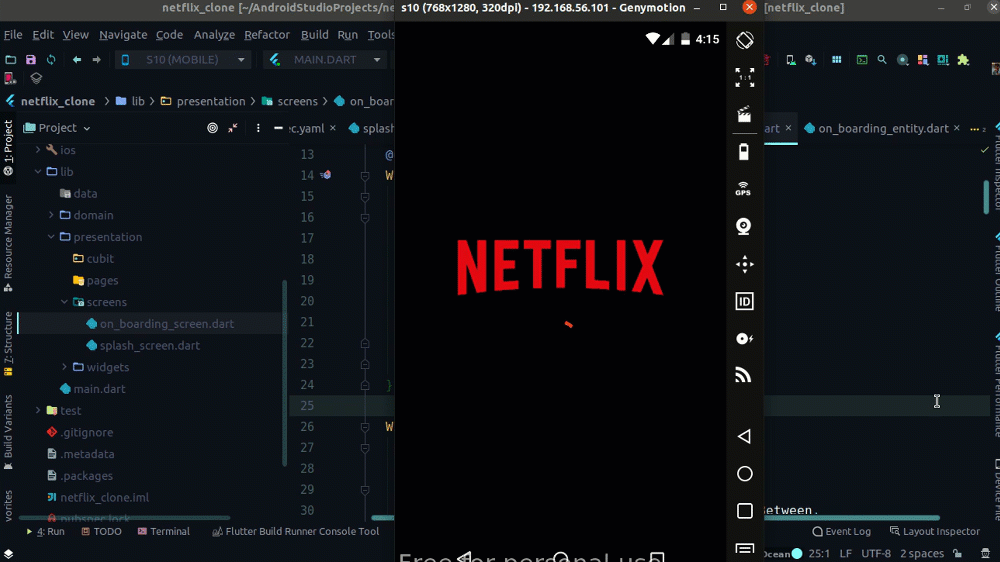 netflix_clone [~/AndroidStudioProjects/ne
s10 (768x1280, 320dpi) - 192.168.56.101 - Genymotion
[netflix_clone]
File Edit View Navigate Code Analyze Refactor Build Run Tools
4:15
S10 (MOBILE)
MAIN.DART
1:1
netflix_clone
lib
presentation
screens
on_boar
Project
ec.yaml
splash
art
on_boarding_entity.dart
1: Project
Resource Manager
7: Structure
Build Variants
vorites
ios
lib
data
domain
presentation
cubit
pages
screens
on_boarding_screen.dart
splash_screen.dart
widgets
main.dart
test
.gitignore
.metadata
.packages
netflix_clone.iml
pubspec.lock
13 @
14 W
15
16
17
18
19
20
21
22
23
24 }
25
26 W
27
28
29
30
NETFLIX
GPS
ID
Free for personal use
Between.
Flutter Inspector
Flutter Outline
Flutter Performance
Device File
4: Run
TODO
Terminal
Flutter Build Runner Console Tool
Event Log
Layout Inspector
Ocean
25:1 LF UTF-8 2 spaces